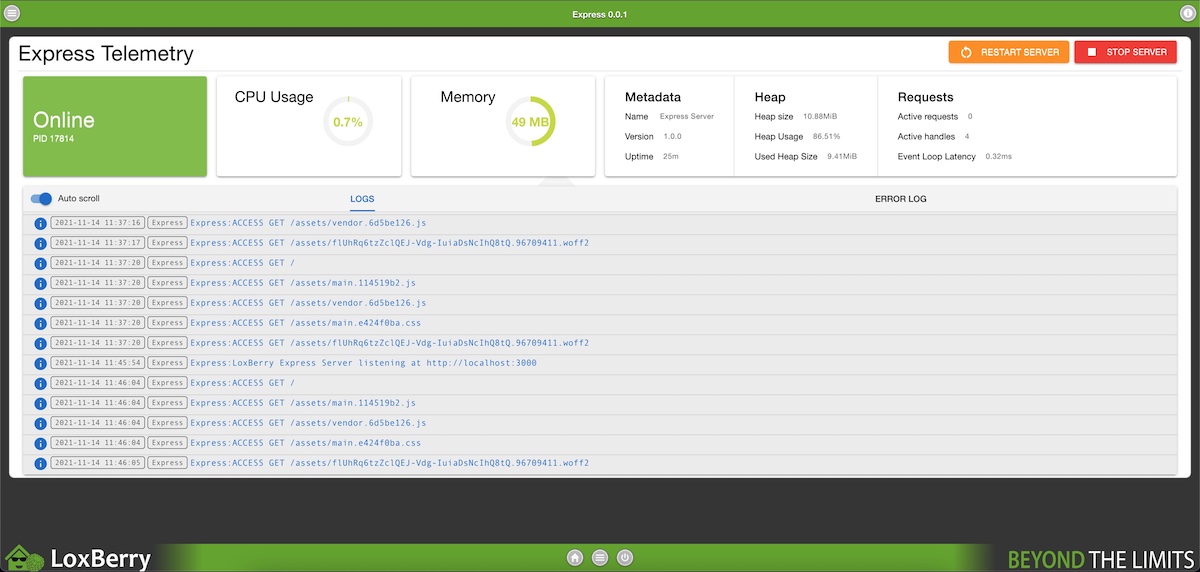 Express 0.0.1
Express Telemetry
RESTART SERVER
STOP SERVER
Online
PID 17814
CPU Usage
0.7%
Memory
49 MB
Metadata
Name Express Server
Version 1.0.0
Uptime 25m
Heap
Heap size 10.88MiB
Heap Usage 86.51%
Used Heap Size 9.41MiB
Requests
Active requests 0
Active handles 4
Event Loop Latency 0.32ms
Auto scroll
LOGS
ERROR LOG
2021-11-14 11:37:16 Express Express:ACCESS GET /assets/vendor.6d5be126.js
2021-11-14 11:37:17 Express Express:ACCESS GET /assets/flUhRq6tzZclQEJ-Vdg-IuiaDsNcIhQ8tQ.96709411.woff2
2021-11-14 11:37:20 Express Express:ACCESS GET /
2021-11-14 11:37:20 Express Express:ACCESS GET /assets/main.114519b2.js
2021-11-14 11:37:20 Express Express:ACCESS GET /assets/vendor.6d5be126.js
2021-11-14 11:37:20 Express Express:ACCESS GET /assets/main.e424f0ba.css
2021-11-14 11:37:20 Express Express:ACCESS GET /assets/flUhRq6tzZclQEJ-Vdg-IuiaDsNcIhQ8tQ.96709411.woff2
2021-11-14 11:45:54 Express Express:LoxBerry Express Server listening at http://localhost:3000
2021-11-14 11:46:04 Express Express:ACCESS GET /
2021-11-14 11:46:04 Express Express:ACCESS GET /assets/main.114519b2.js
2021-11-14 11:46:04 Express Express:ACCESS GET /assets/vendor.6d5be126.js
2021-11-14 11:46:04 Express Express:ACCESS GET /assets/main.e424f0ba.css
2021-11-14 11:46:05 Express Express:ACCESS GET /assets/flUhRq6tzZclQEJ-Vdg-IuiaDsNcIhQ8tQ.96709411.woff2
LoxBerry
BEYOND THE LIMITS